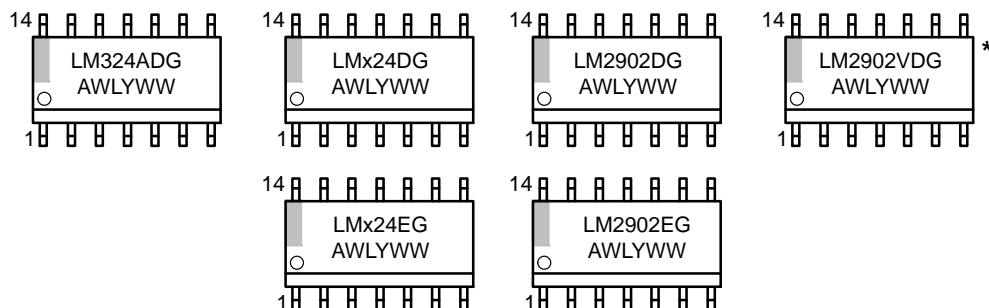 14 14 14 14
LM324ADG LMx24DG LM2902DG LM2902VDG *
AWLYWW AWLYWW AWLYWW AWLYWW
1 1 1 1
14 14
LMx24EG LM2902EG
AWLYWW AWLYWW
1 1